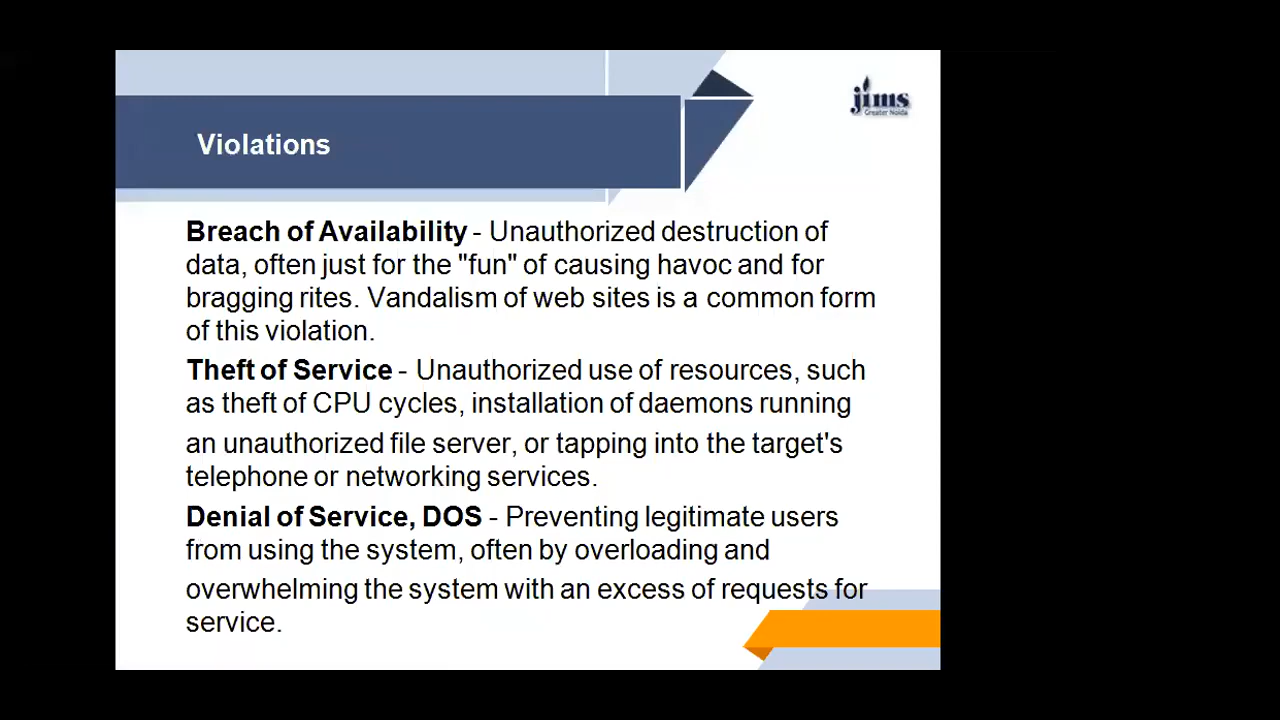 jims
Greater Noida
Violations
Breach of Availability - Unauthorized destruction of
data, often just for the "fun" of causing havoc and for
bragging rites. Vandalism of web sites is a common form
of this violation.
Theft of Service - Unauthorized use of resources, such
as theft of CPU cycles, installation of daemons running
an unauthorized file server, or tapping into the target's
telephone or networking services.
Denial of Service, DOS - Preventing legitimate users
from using the system, often by overloading and
overwhelming the system with an excess of requests for
service.